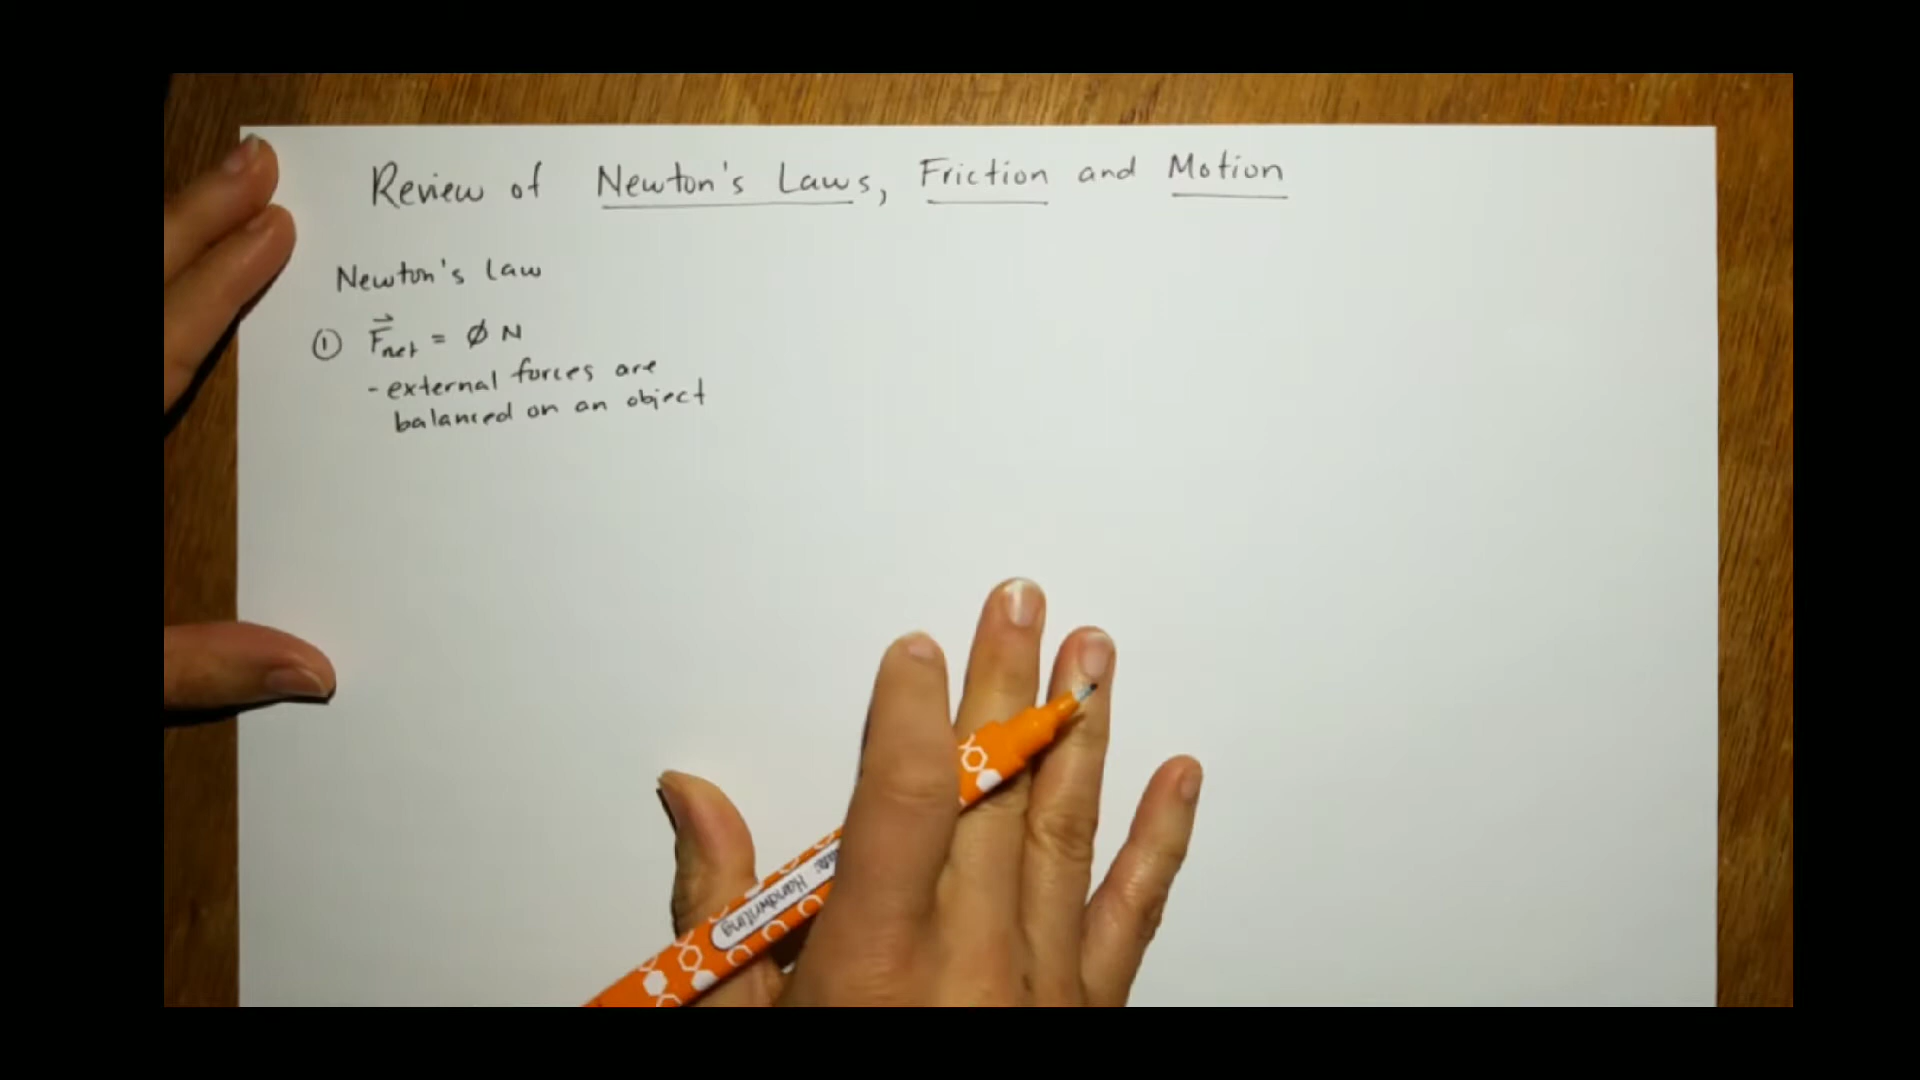 Review of Newton's Laws, Friction and Motion
Newton's Law
① F⃗net = ∅ N
- external forces are
balanced on an object
Handwriting